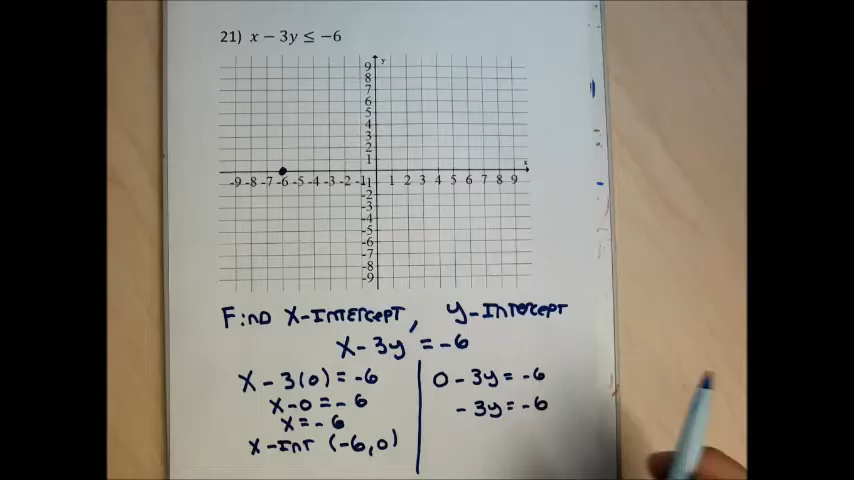 21) x − 3y ≤ −6
y
9
8
7
6
5
4
3
2
1
x
-9 -8 -7 -6 -5 -4 -3 -2 -1 1 2 3 4 5 6 7 8 9
-1
-2
-3
-4
-5
-6
-7
-8
-9
Find X-Intercept, y-Intercept
x - 3y = -6
x - 3(0) = -6
x - 0 = -6
x = -6
x-Int (-6,0)
0 - 3y = -6
- 3y = -6